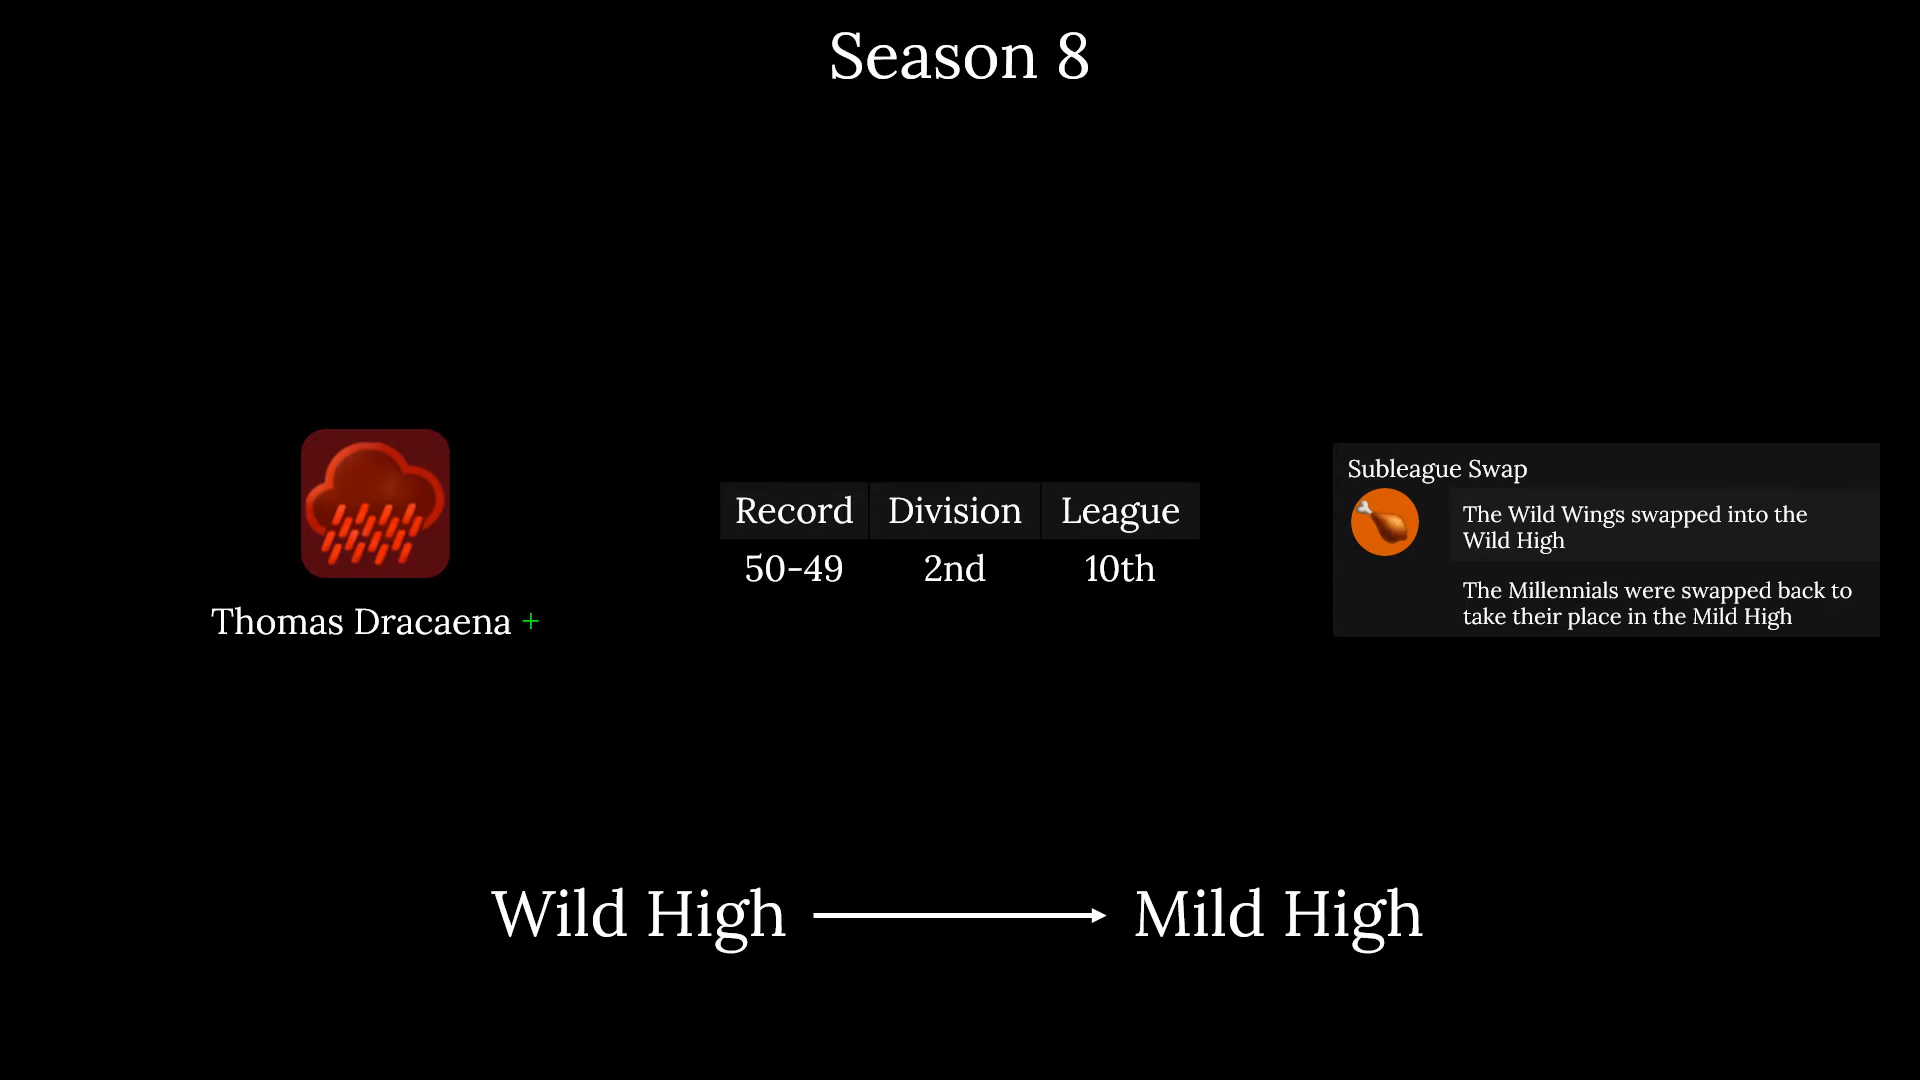 Season 8
Thomas Dracaena +
Record Division League
50-49 2nd 10th
Subleague Swap
The Wild Wings swapped into the
Wild High
The Millennials were swapped back to
take their place in the Mild High
Wild High Mild High